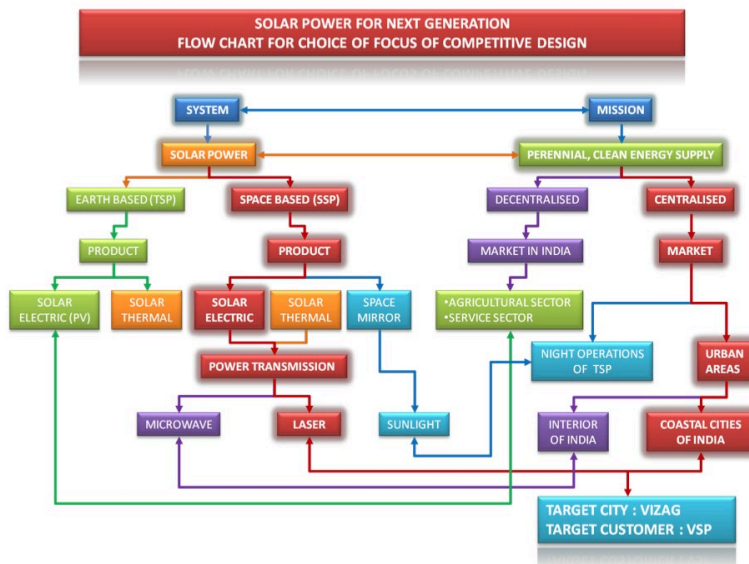 SOLAR POWER FOR NEXT GENERATION
FLOW CHART FOR CHOICE OF FOCUS OF COMPETITIVE DESIGN
SYSTEM
MISSION
SOLAR POWER
PERENNIAL, CLEAN ENERGY SUPPLY
EARTH BASED (TSP)
SPACE BASED (SSP)
DECENTRALISED
CENTRALISED
PRODUCT
PRODUCT
MARKET IN INDIA
MARKET
SOLAR
ELECTRIC (PV)
SOLAR
THERMAL
SOLAR
ELECTRIC
SOLAR
THERMAL
SPACE
MIRROR
•AGRICULTURAL SECTOR
•SERVICE SECTOR
POWER TRANSMISSION
NIGHT OPERATIONS
OF TSP
URBAN
AREAS
MICROWAVE
LASER
SUNLIGHT
INTERIOR
OF INDIA
COASTAL CITIES
OF INDIA
TARGET CITY : VIZAG
TARGET CUSTOMER : VSP